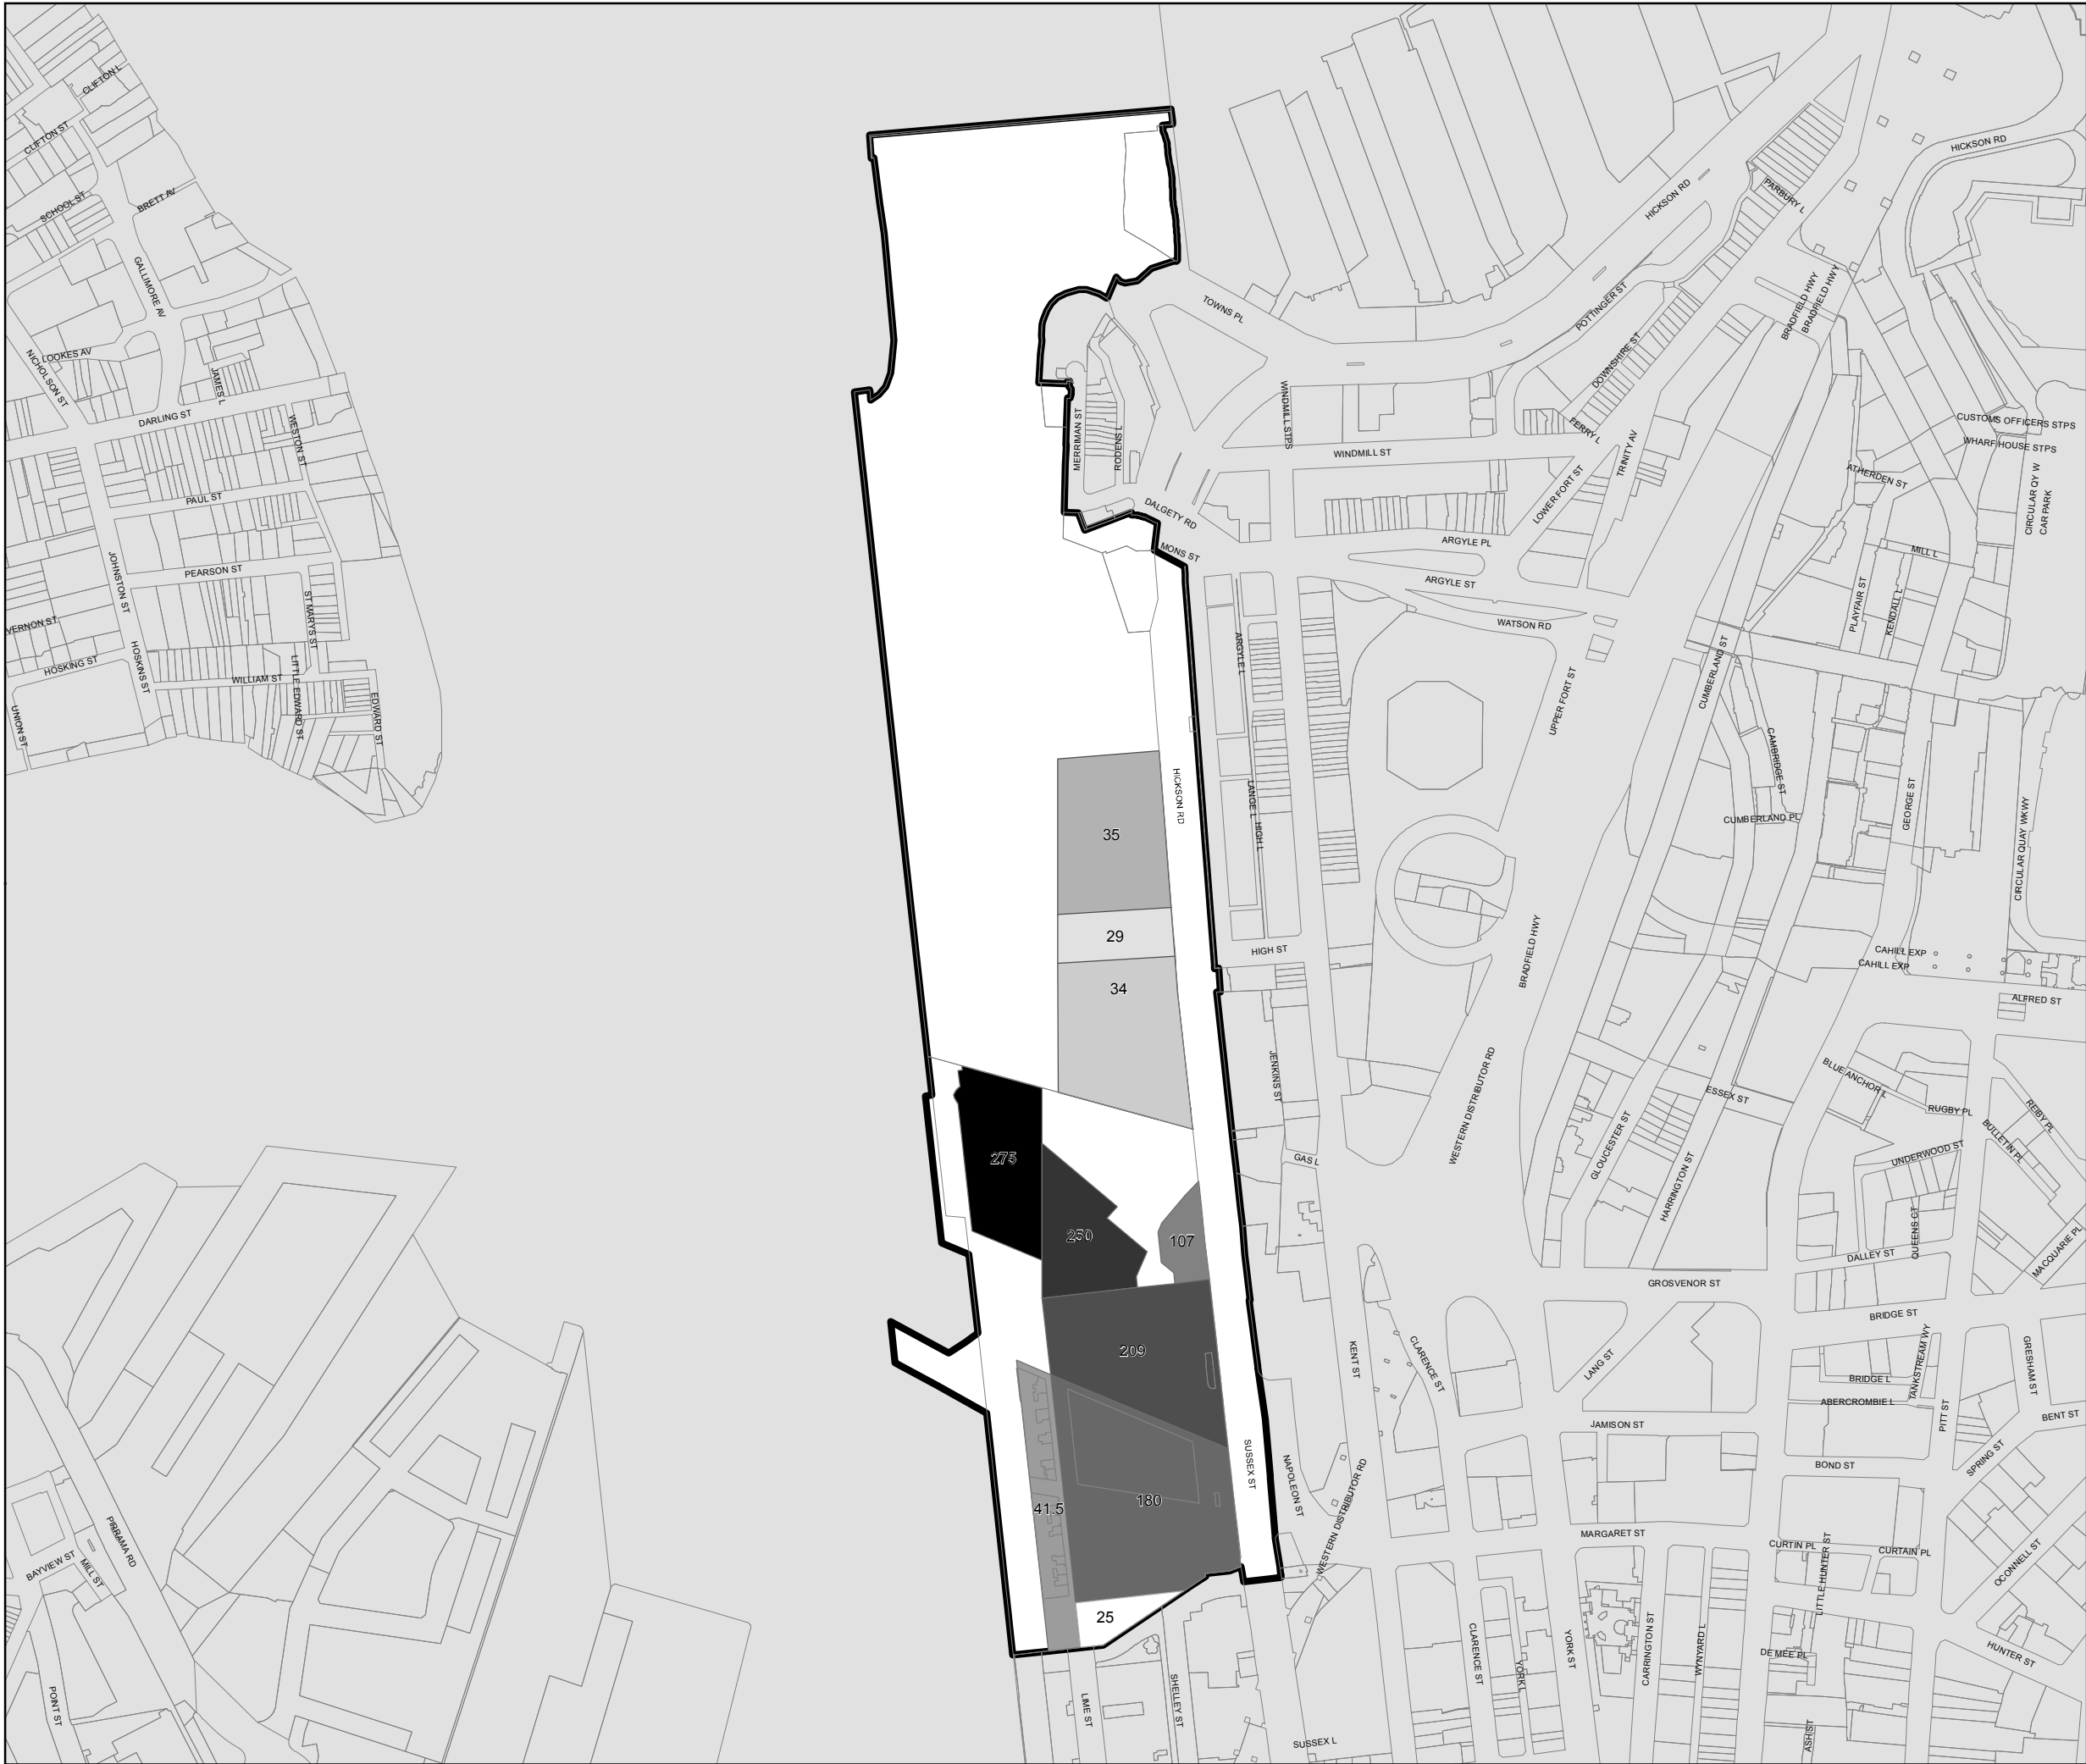 CLIFTON L
CLIFTON ST
SCHOOL ST
BRETT AV
GALLIMORE AV
LOOKES AV
NICHOLSON ST
JAMES L
DARLING ST
WESTON ST
PAUL ST
JOHNSTON ST
PEARSON ST
ST MARYS ST
VERNON ST
HOSKING ST
HOSKINS ST
WILLIAM ST
LITTLE EDWARD ST
EDWARD ST
UNION ST
HICKSON RD
HICKSON RD
PARBURY L
TOWNS PL
POTTINGER ST
BRADFIELD HWY
BRADFIELD HWY
DOWNSHIRE ST
WINDMILL STPS
FERRY L
TRINITY AV
MERRIMAN ST
RODENS L
WINDMILL ST
LOWER FORT ST
DALGETY RD
MONS ST
ARGYLE PL
ARGYLE ST
WATSON RD
CUSTOMS OFFICERS STPS
WHARF HOUSE STPS
ATHERDEN ST
CIRCULAR QY W
CAR PARK
MILL L
PLAYFAIR ST
KENDALL L
ARGYLE L
UPPER FORT ST
CUMBERLAND ST
CAMBRIDGE ST
CUMBERLAND PL
GEORGE ST
CIRCULAR QUAY WKWY
HICKSON RD
LANCE L
HIGH L
35
29
34
HIGH ST
BRADFIELD HWY
CAHILL EXP
CAHILL EXP
ALFRED ST
JENKINS ST
WESTERN DISTRIBUTOR RD
BLUE ANCHOR L
ESSEX ST
RUGBY PL
REIBY PL
BULLETIN PL
UNDERWOOD ST
GLOUCESTER ST
HARRINGTON ST
GAS L
275
250
107
QUEENS CT
DALLEY ST
MACQUARIE PL
GROSVENOR ST
BRIDGE ST
209
KENT ST
CLARENCE ST
LANG ST
BRIDGE L
TANKSTREAM WY
GRESHAM ST
ABERCROMBIE L
JAMISON ST
PITT ST
BENT ST
SUSSEX ST
NAPOLEON ST
WESTERN DISTRIBUTOR RD
BOND ST
SPRING ST
41.5
180
MARGARET ST
CURTIN PL
CURTAIN PL
LITTLE HUNTER ST
OCONNELL ST
PIRRAMA RD
BAYVIEW ST
MILL ST
POINT ST
25
LIME ST
SHELLEY ST
SUSSEX L
CLARENCE ST
YORK L
YORK ST
CARRINGTON ST
WYNYARD L
DE MEE PL
ASH ST
HUNTER ST